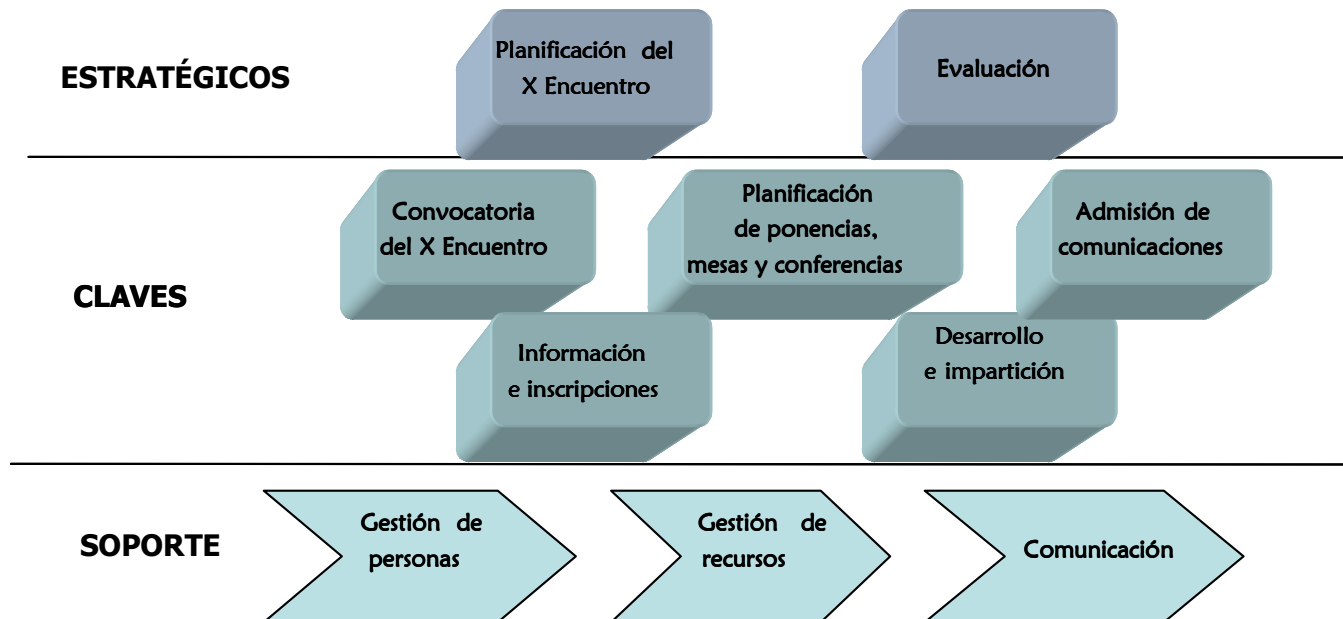 ESTRATÉGICOS
Planificación del
X Encuentro
Evaluación
CLAVES
Convocatoria
del X Encuentro
Planificación
de ponencias,
mesas y conferencias
Admisión de
comunicaciones
Información
e inscripciones
Desarrollo
e impartición
SOPORTE
Gestión de
personas
Gestión de
recursos
Comunicación